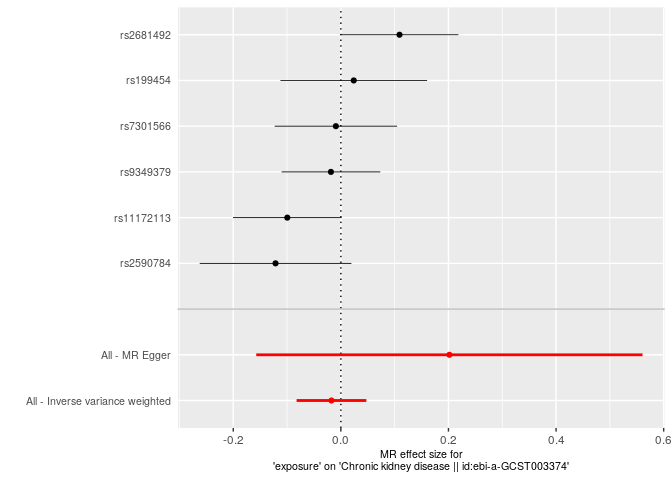 rs2681492
rs199454
rs7301566
rs9349379
rs11172113
rs2590784
All - MR Egger
All - Inverse variance weighted
-0.2 0.0 0.2 0.4 0.6
MR effect size for
'exposure' on 'Chronic kidney disease || id:ebi-a-GCST003374'